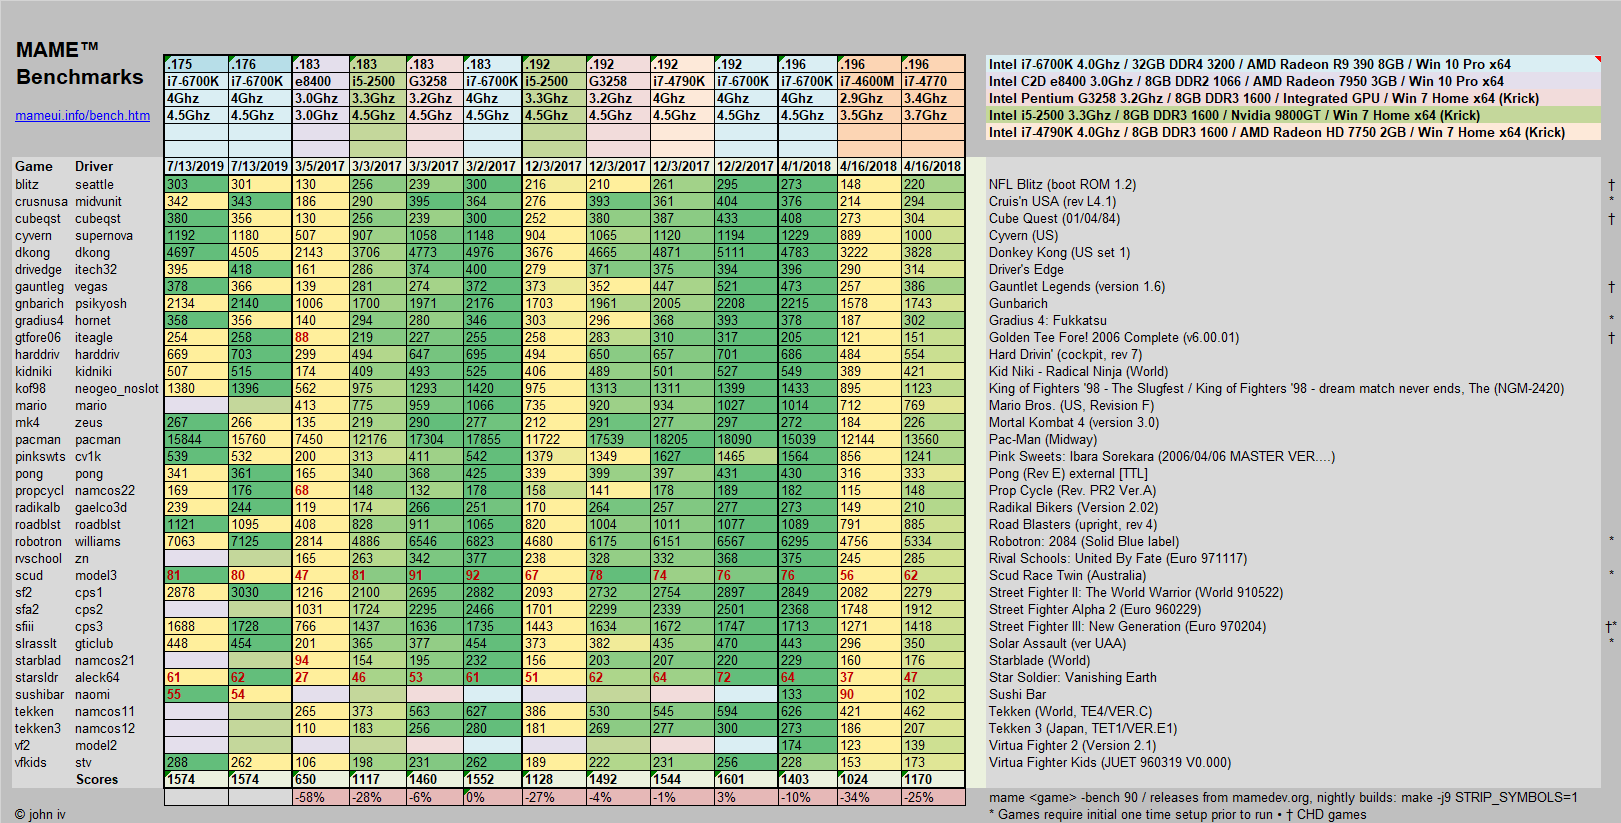 MAME™
Benchmarks
mameui.info/bench.htm
.175 .176 .183 .183 .183 .183 .192 .192 .192 .192 .196 .196 .196
i7-6700K i7-6700K e8400 i5-2500 G3258 i7-6700K i5-2500 G3258 i7-4790K i7-6700K i7-6700K i7-4600M i7-4770
4Ghz 4Ghz 3.0Ghz 3.3Ghz 3.2Ghz 4Ghz 3.3Ghz 3.2Ghz 4Ghz 4Ghz 4Ghz 2.9Ghz 3.4Ghz
4.5Ghz 4.5Ghz 3.0Ghz 4.5Ghz 4.5Ghz 4.5Ghz 4.5Ghz 4.5Ghz 4.5Ghz 4.5Ghz 4.5Ghz 3.5Ghz 3.7Ghz
Intel i7-6700K 4.0Ghz / 32GB DDR4 3200 / AMD Radeon R9 390 8GB / Win 10 Pro x64
Intel C2D e8400 3.0Ghz / 8GB DDR2 1066 / AMD Radeon 7950 3GB / Win 10 Pro x64
Intel Pentium G3258 3.2Ghz / 8GB DDR3 1600 / Integrated GPU / Win 7 Home x64 (Krick)
Intel i5-2500 3.3Ghz / 8GB DDR3 1600 / Nvidia 9800GT / Win 7 Home x64 (Krick)
Intel i7-4790K 4.0Ghz / 8GB DDR3 1600 / AMD Radeon HD 7750 2GB / Win 7 Home x64 (Krick)
Game Driver 7/13/2019 7/13/2019 3/5/2017 3/3/2017 3/3/2017 3/2/2017 12/3/2017 12/3/2017 12/3/2017 12/2/2017 4/1/2018 4/16/2018 4/16/2018
blitz seattle 303 301 130 256 239 300 216 210 261 295 273 148 220 NFL Blitz (boot ROM 1.2) †
crusnusa midvunit 342 343 186 290 395 364 276 393 361 404 376 214 294 Cruis'n USA (rev L4.1) *
cubeqst cubeqst 380 356 130 256 239 300 252 380 387 433 408 273 304 Cube Quest (01/04/84) †
cyvern supernova 1192 1180 507 907 1058 1148 904 1065 1120 1194 1229 889 1000 Cyvern (US)
dkong dkong 4697 4505 2143 3706 4773 4976 3676 4665 4871 5111 4783 3222 3828 Donkey Kong (US set 1)
drivedge itech32 395 418 161 286 374 400 279 371 375 394 396 290 314 Driver's Edge
gauntleg vegas 378 366 139 281 274 372 373 352 447 521 473 257 386 Gauntlet Legends (version 1.6) †
gnbarich psikyosh 2134 2140 1006 1700 1971 2176 1703 1961 2005 2208 2215 1578 1743 Gunbarich
gradius4 hornet 358 356 140 294 280 346 303 296 368 393 378 187 302 Gradius 4: Fukkatsu *
gtfore06 iteagle 254 258 88 219 227 255 258 283 310 317 205 121 151 Golden Tee Fore! 2006 Complete (v6.00.01) †
harddriv harddriv 669 703 299 494 647 695 494 650 657 701 686 484 554 Hard Drivin' (cockpit, rev 7)
kidniki kidniki 507 515 174 409 493 525 406 489 501 527 549 389 421 Kid Niki - Radical Ninja (World)
kof98 neogeo_noslot 1380 1396 562 975 1293 1420 975 1313 1311 1399 1433 895 1123 King of Fighters '98 - The Slugfest / King of Fighters '98 - dream match never ends, The (NGM-2420)
mario mario 413 775 959 1066 735 920 934 1027 1014 712 769 Mario Bros. (US, Revision F)
mk4 zeus 267 266 135 219 290 277 212 291 277 297 272 184 226 Mortal Kombat 4 (version 3.0)
pacman pacman 15844 15760 7450 12176 17304 17855 11722 17539 18205 18090 15039 12144 13560 Pac-Man (Midway)
pinkswts cv1k 539 532 200 313 411 542 1379 1349 1627 1465 1564 856 1241 Pink Sweets: Ibara Sorekara (2006/04/06 MASTER VER....)
pong pong 341 361 165 340 368 425 339 399 397 431 430 316 333 Pong (Rev E) external [TTL]
propcycl namcos22 169 176 68 148 132 178 158 141 178 189 182 115 148 Prop Cycle (Rev. PR2 Ver.A)
radikalb gaelco3d 239 244 119 174 266 251 170 264 257 277 273 149 210 Radikal Bikers (Version 2.02)
roadblst roadblst 1121 1095 408 828 911 1065 820 1004 1011 1077 1089 791 885 Road Blasters (upright, rev 4)
robotron williams 7063 7125 2814 4886 6546 6823 4680 6175 6151 6567 6295 4756 5334 Robotron: 2084 (Solid Blue label) *
rvschool zn 165 263 342 377 238 328 332 368 375 245 285 Rival Schools: United By Fate (Euro 971117)
scud model3 81 80 47 81 91 92 67 78 74 76 76 56 62 Scud Race Twin (Australia) *
sf2 cps1 2878 3030 1216 2100 2695 2882 2093 2732 2754 2897 2849 2082 2279 Street Fighter II: The World Warrior (World 910522)
sfa2 cps2 1031 1724 2295 2466 1701 2299 2339 2501 2368 1748 1912 Street Fighter Alpha 2 (Euro 960229)
sfiii cps3 1688 1728 766 1437 1636 1735 1443 1634 1672 1747 1713 1271 1418 Street Fighter III: New Generation (Euro 970204) †*
slrasslt gticlub 448 454 201 365 377 454 373 382 435 470 443 296 350 Solar Assault (ver UAA) *
starblad namcos21 94 154 195 232 156 203 207 220 229 160 176 Starblade (World)
starsldr aleck64 61 62 27 46 53 61 51 62 64 72 64 37 47 Star Soldier: Vanishing Earth
sushibar naomi 55 54 133 90 102 Sushi Bar
tekken namcos11 265 373 563 627 386 530 545 594 626 421 462 Tekken (World, TE4/VER.C)
tekken3 namcos12 110 183 256 280 181 269 277 300 273 186 207 Tekken 3 (Japan, TET1/VER.E1)
vf2 model2 174 123 139 Virtua Fighter 2 (Version 2.1)
vfkids stv 288 262 106 198 231 262 189 222 231 256 228 153 173 Virtua Fighter Kids (JUET 960319 V0.000)
Scores 1574 1574 650 1117 1460 1552 1128 1492 1544 1601 1403 1024 1170
-58% -28% -6% 0% -27% -4% -1% 3% -10% -34% -25%
mame <game> -bench 90 / releases from mamedev.org, nightly builds: make -j9 STRIP_SYMBOLS=1
© john iv
* Games require initial one time setup prior to run • † CHD games